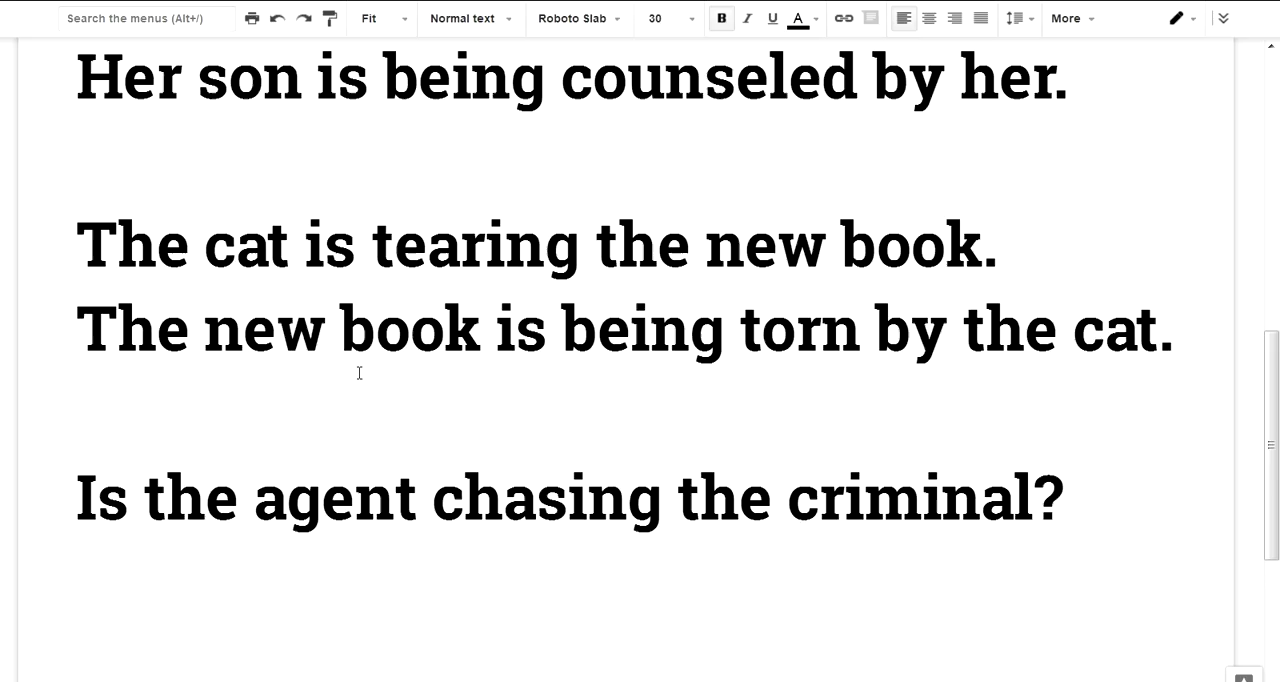 Search the menus (Alt+/) Fit Normal text Roboto Slab 30 B I U A More
Her son is being counseled by her.
The cat is tearing the new book.
The new book is being torn by the cat.
Is the agent chasing the criminal?